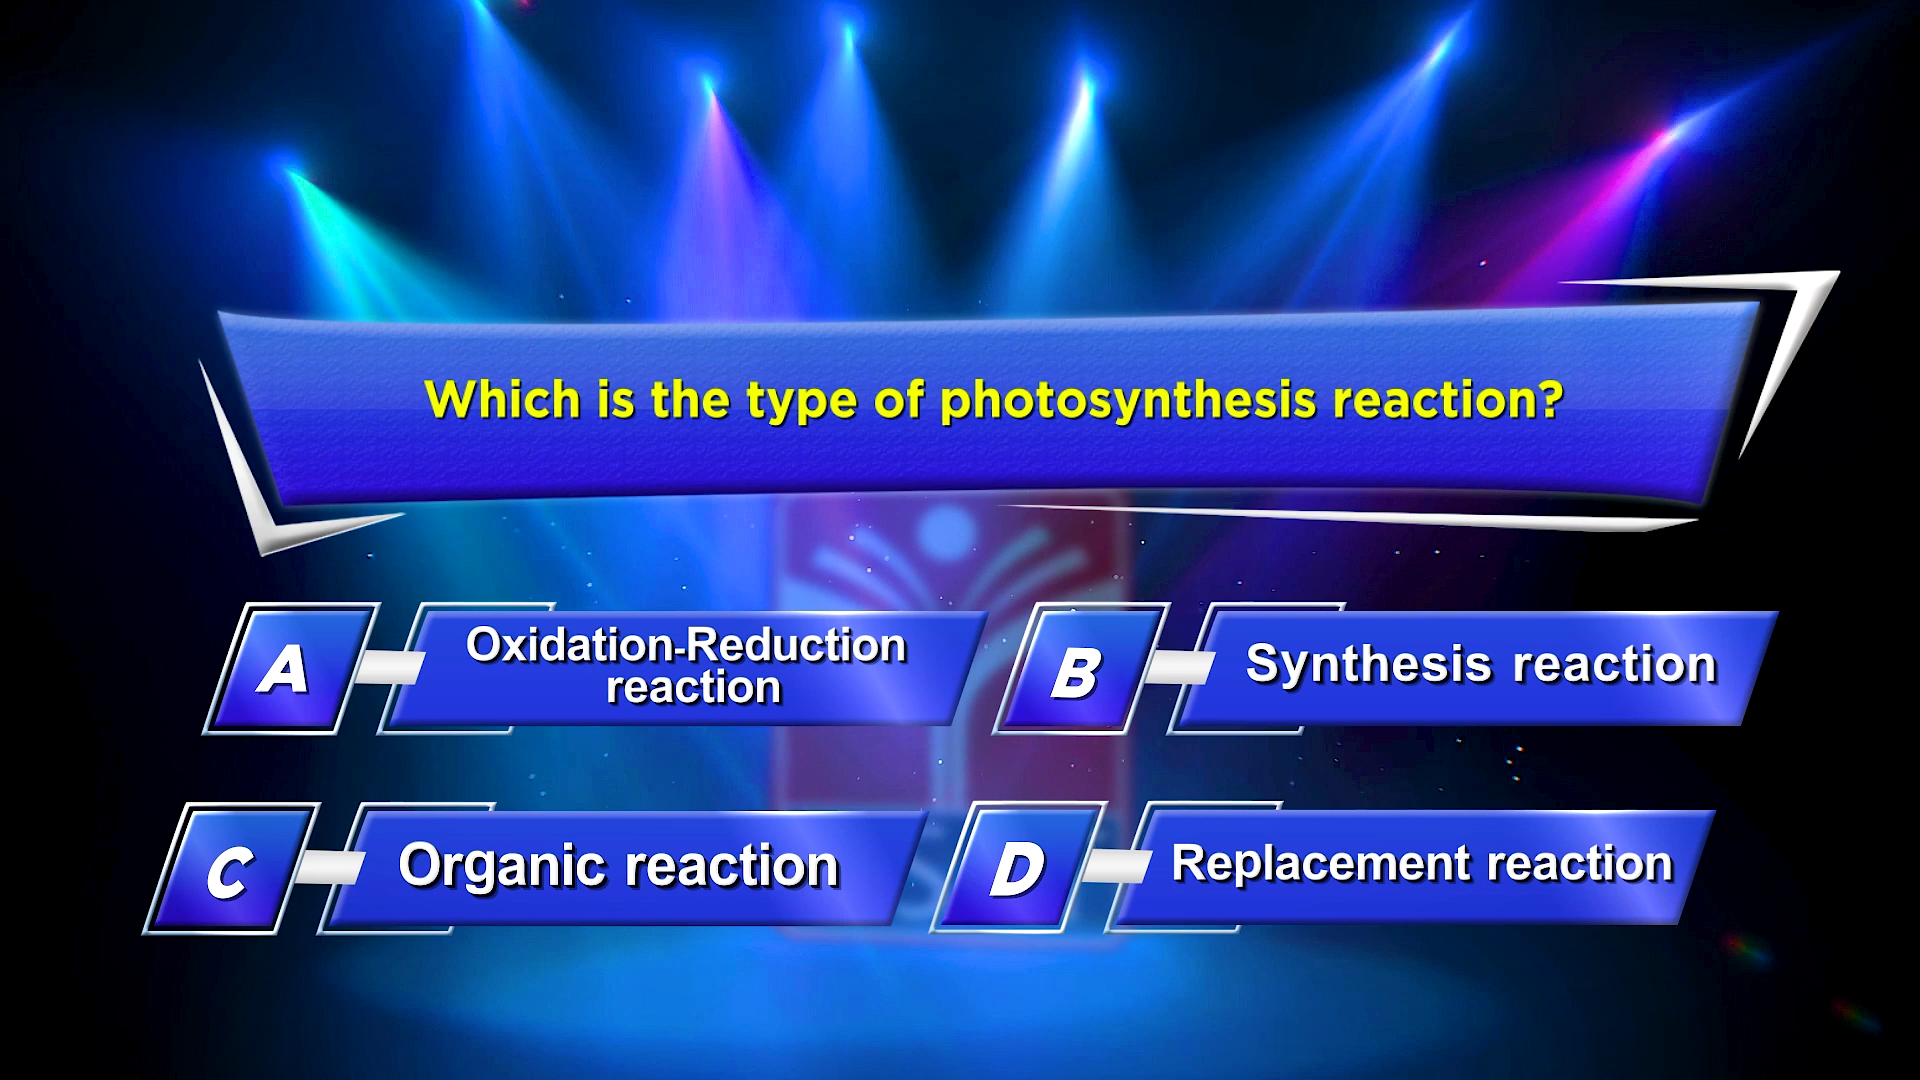 Which is the type of photosynthesis reaction?
A
Oxidation-Reduction
reaction
B
Synthesis reaction
C
Organic reaction
D
Replacement reaction